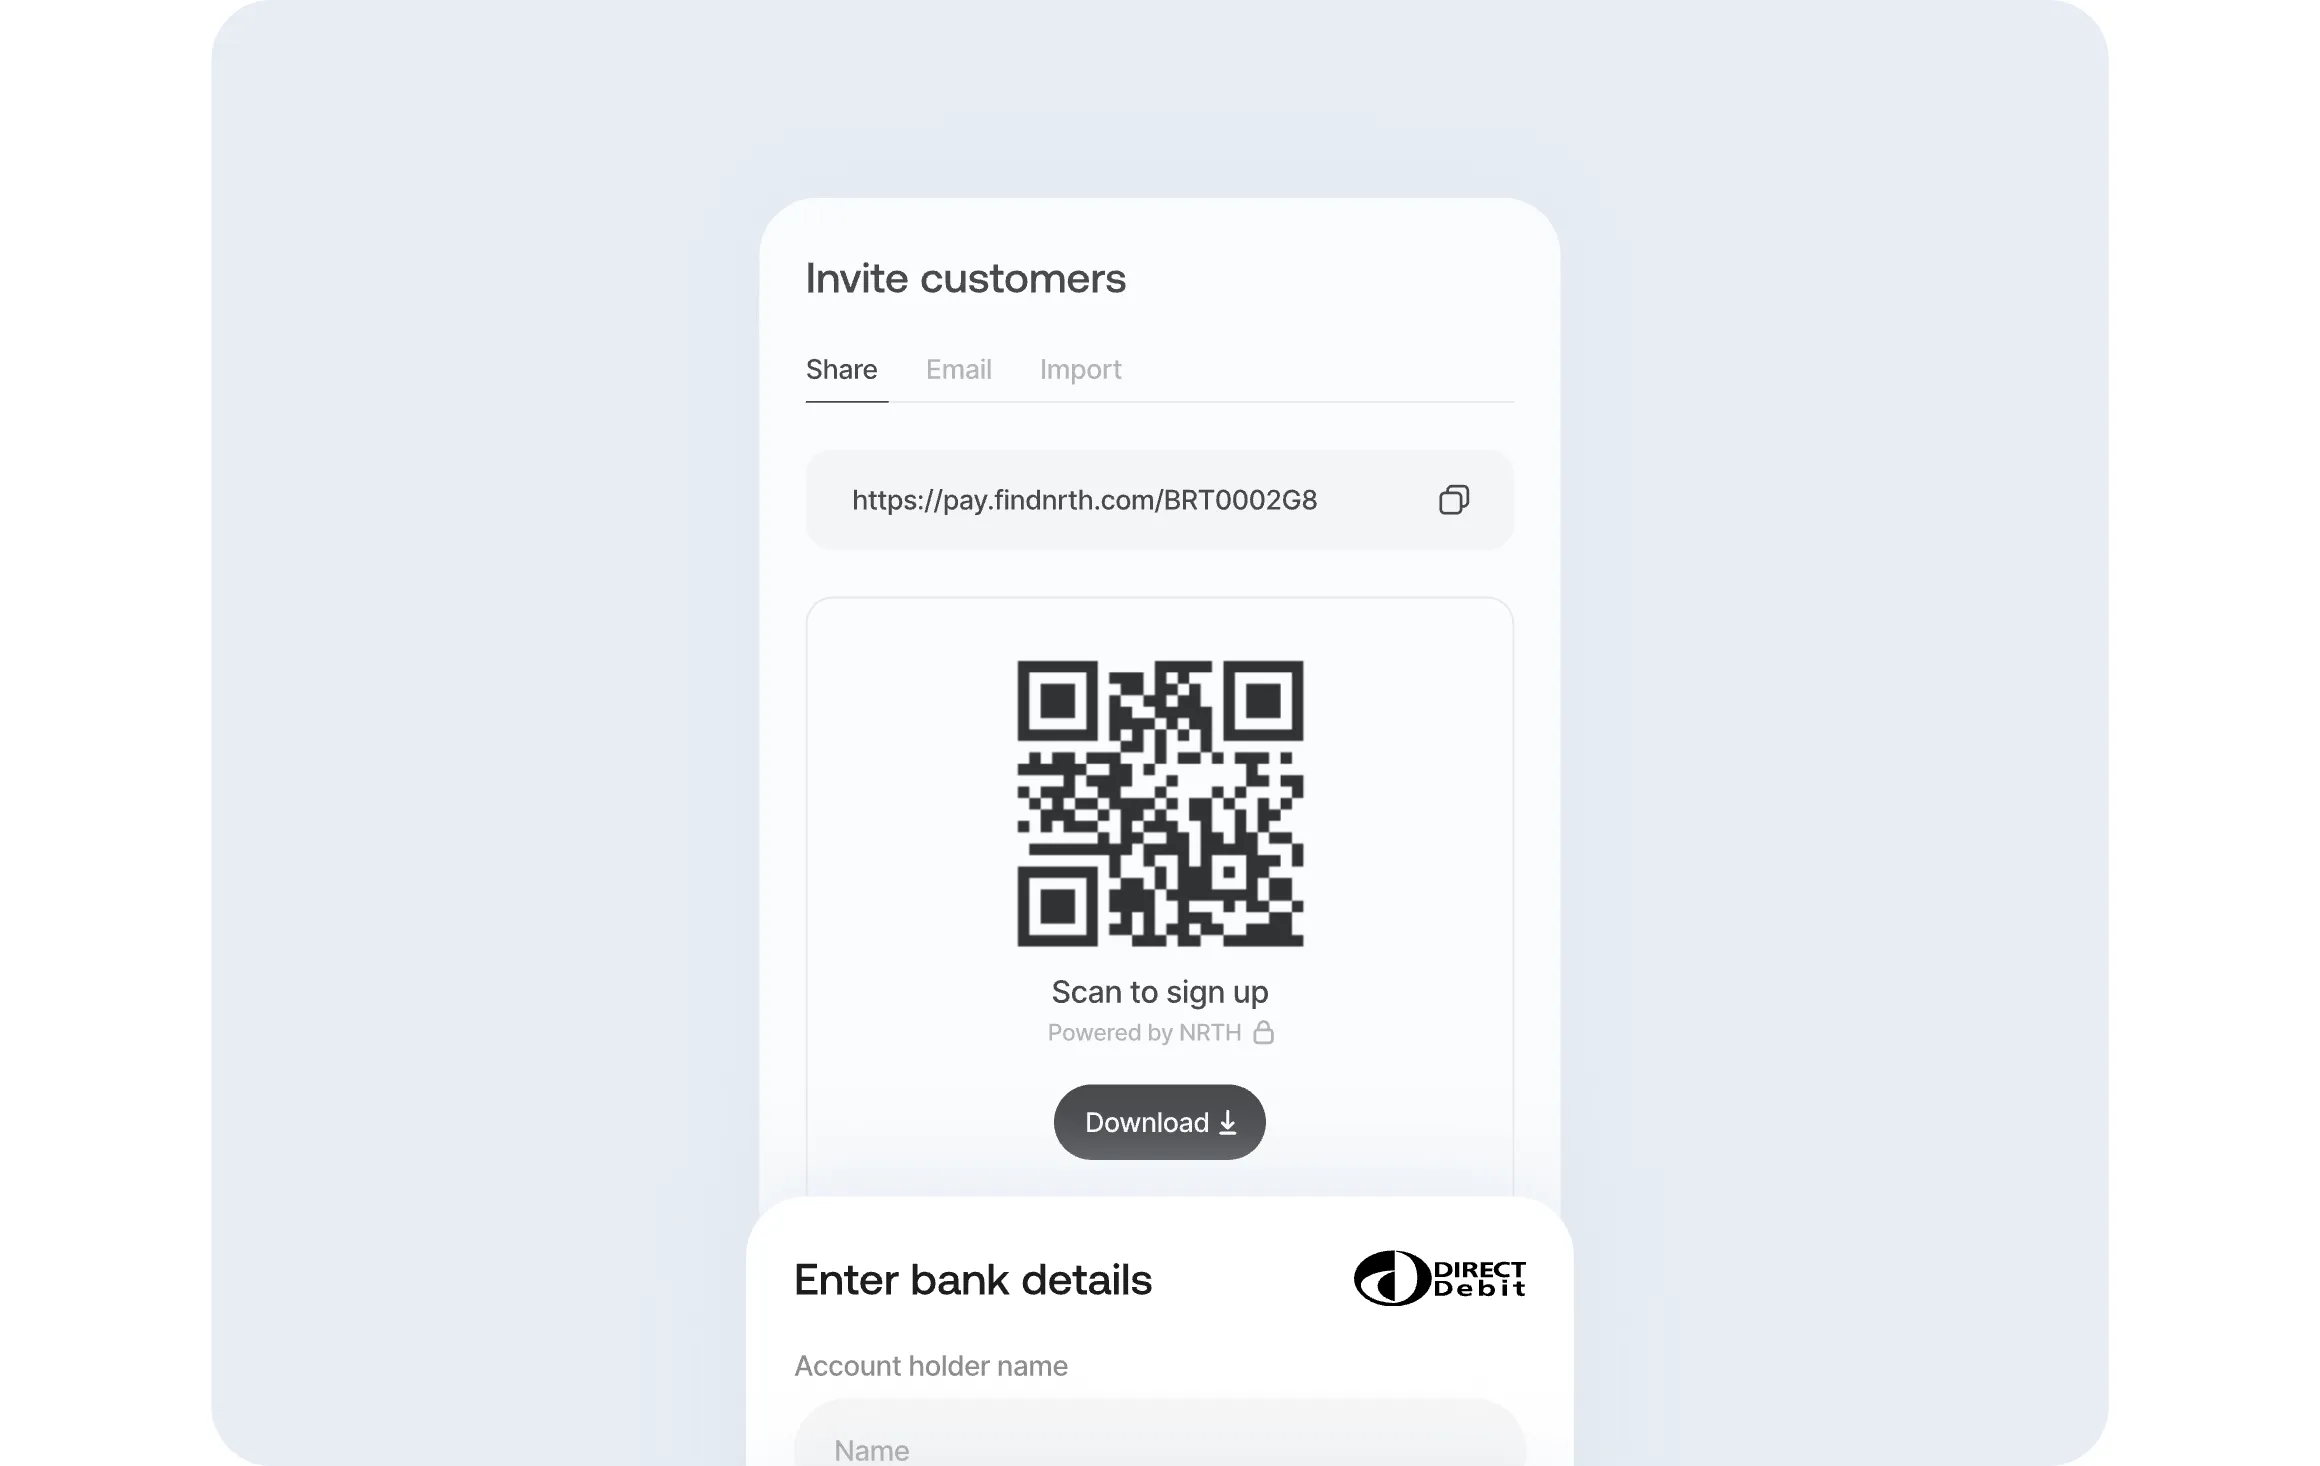 Invite customers
Share Email Import
https://pay.findnrth.com/BRT0002G8
Scan to sign up
Powered by NRTH
Download
Enter bank details
DIRECT
Debit
Account holder name
Name